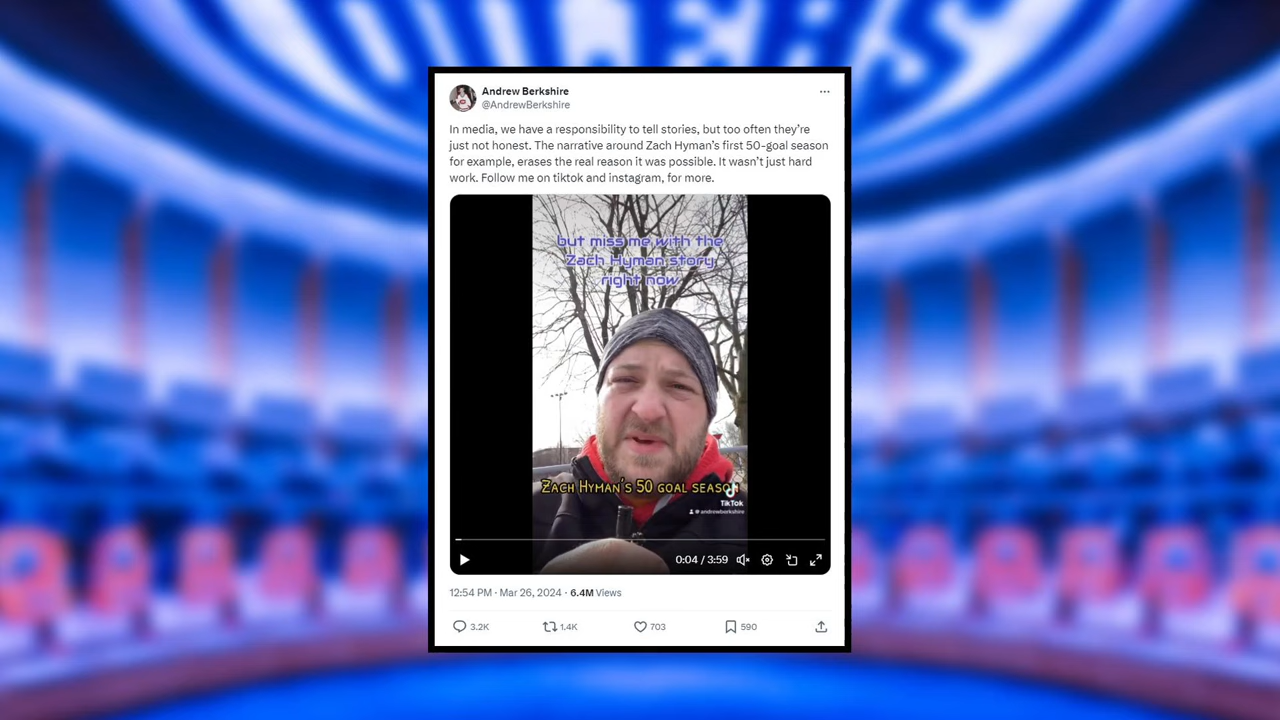 OILERS
Andrew Berkshire
@AndrewBerkshire
In media, we have a responsibility to tell stories, but too often they’re
just not honest. The narrative around Zach Hyman’s first 50-goal season
for example, erases the real reason it was possible. It wasn’t just hard
work. Follow me on tiktok and instagram, for more.
but miss me with the
Zach Hyman story
right now
Zach Hyman's 50 goal season
TikTok
@andrewberkshire
0:04 / 3:59
12:54 PM · Mar 26, 2024 · 6.4M Views
3.2K 1.4K 703 590